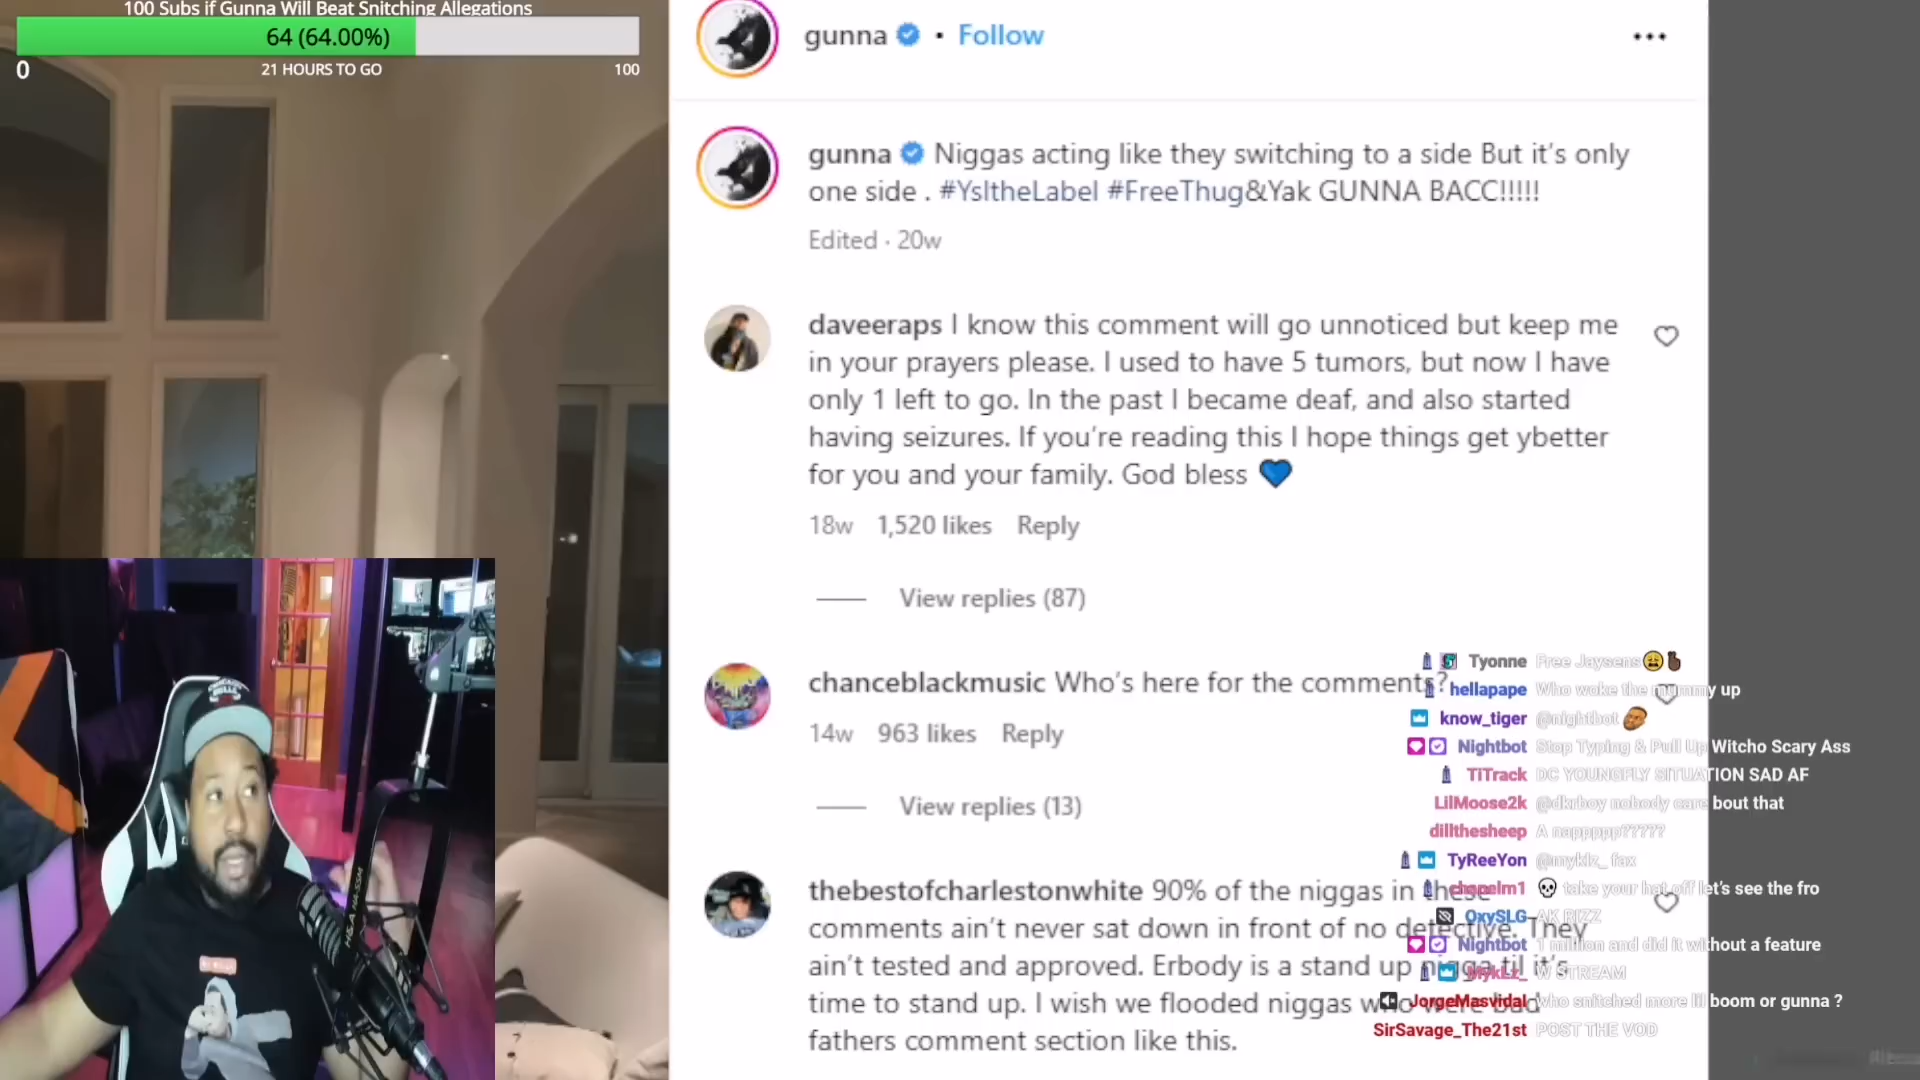 100 Subs if Gunna Will Beat Snitching Allegations
64 (64.00%)
0
21 HOURS TO GO
100
gunna • Follow
gunna Niggas acting like they switching to a side But it's only
one side . #YsltheLabel #FreeThug&Yak GUNNA BACC!!!!!
Edited · 20w
daveeraps I know this comment will go unnoticed but keep me
in your prayers please. I used to have 5 tumors, but now I have
only 1 left to go. In the past I became deaf, and also started
having seizures. If you're reading this I hope things get ybetter
for you and your family. God bless 💙
18w 1,520 likes Reply
View replies (87)
chanceblackmusic Who's here for the comments?
14w 963 likes Reply
View replies (13)
thebestofcharlestonwhite 90% of the niggas in these
comments ain't never sat down in front of no detective. They
ain't tested and approved. Erbody is a stand up nigga til it's
time to stand up. I wish we flooded niggas who were bad
fathers comment section like this.
Tyonne Free Jaysens
hellapape Who woke the mummy up
know_tiger @nightbot
Nightbot Stop Typing & Pull Up Witcho Scary Ass
TiTrack DC YOUNGFLY SITUATION SAD AF
LilMoose2k @dkrboy nobody care bout that
dillthesheep A nappppp?????
TyReeYon @myklz_ fax
chapelm1 💀 take your hat off let's see the fro
OxySLG AK RIZZ
Nightbot 1 million and did it without a feature
MykLz_ W STREAM
JorgeMasvidal who snitched more lil boom or gunna ?
SirSavage_The21st POST THE VOD